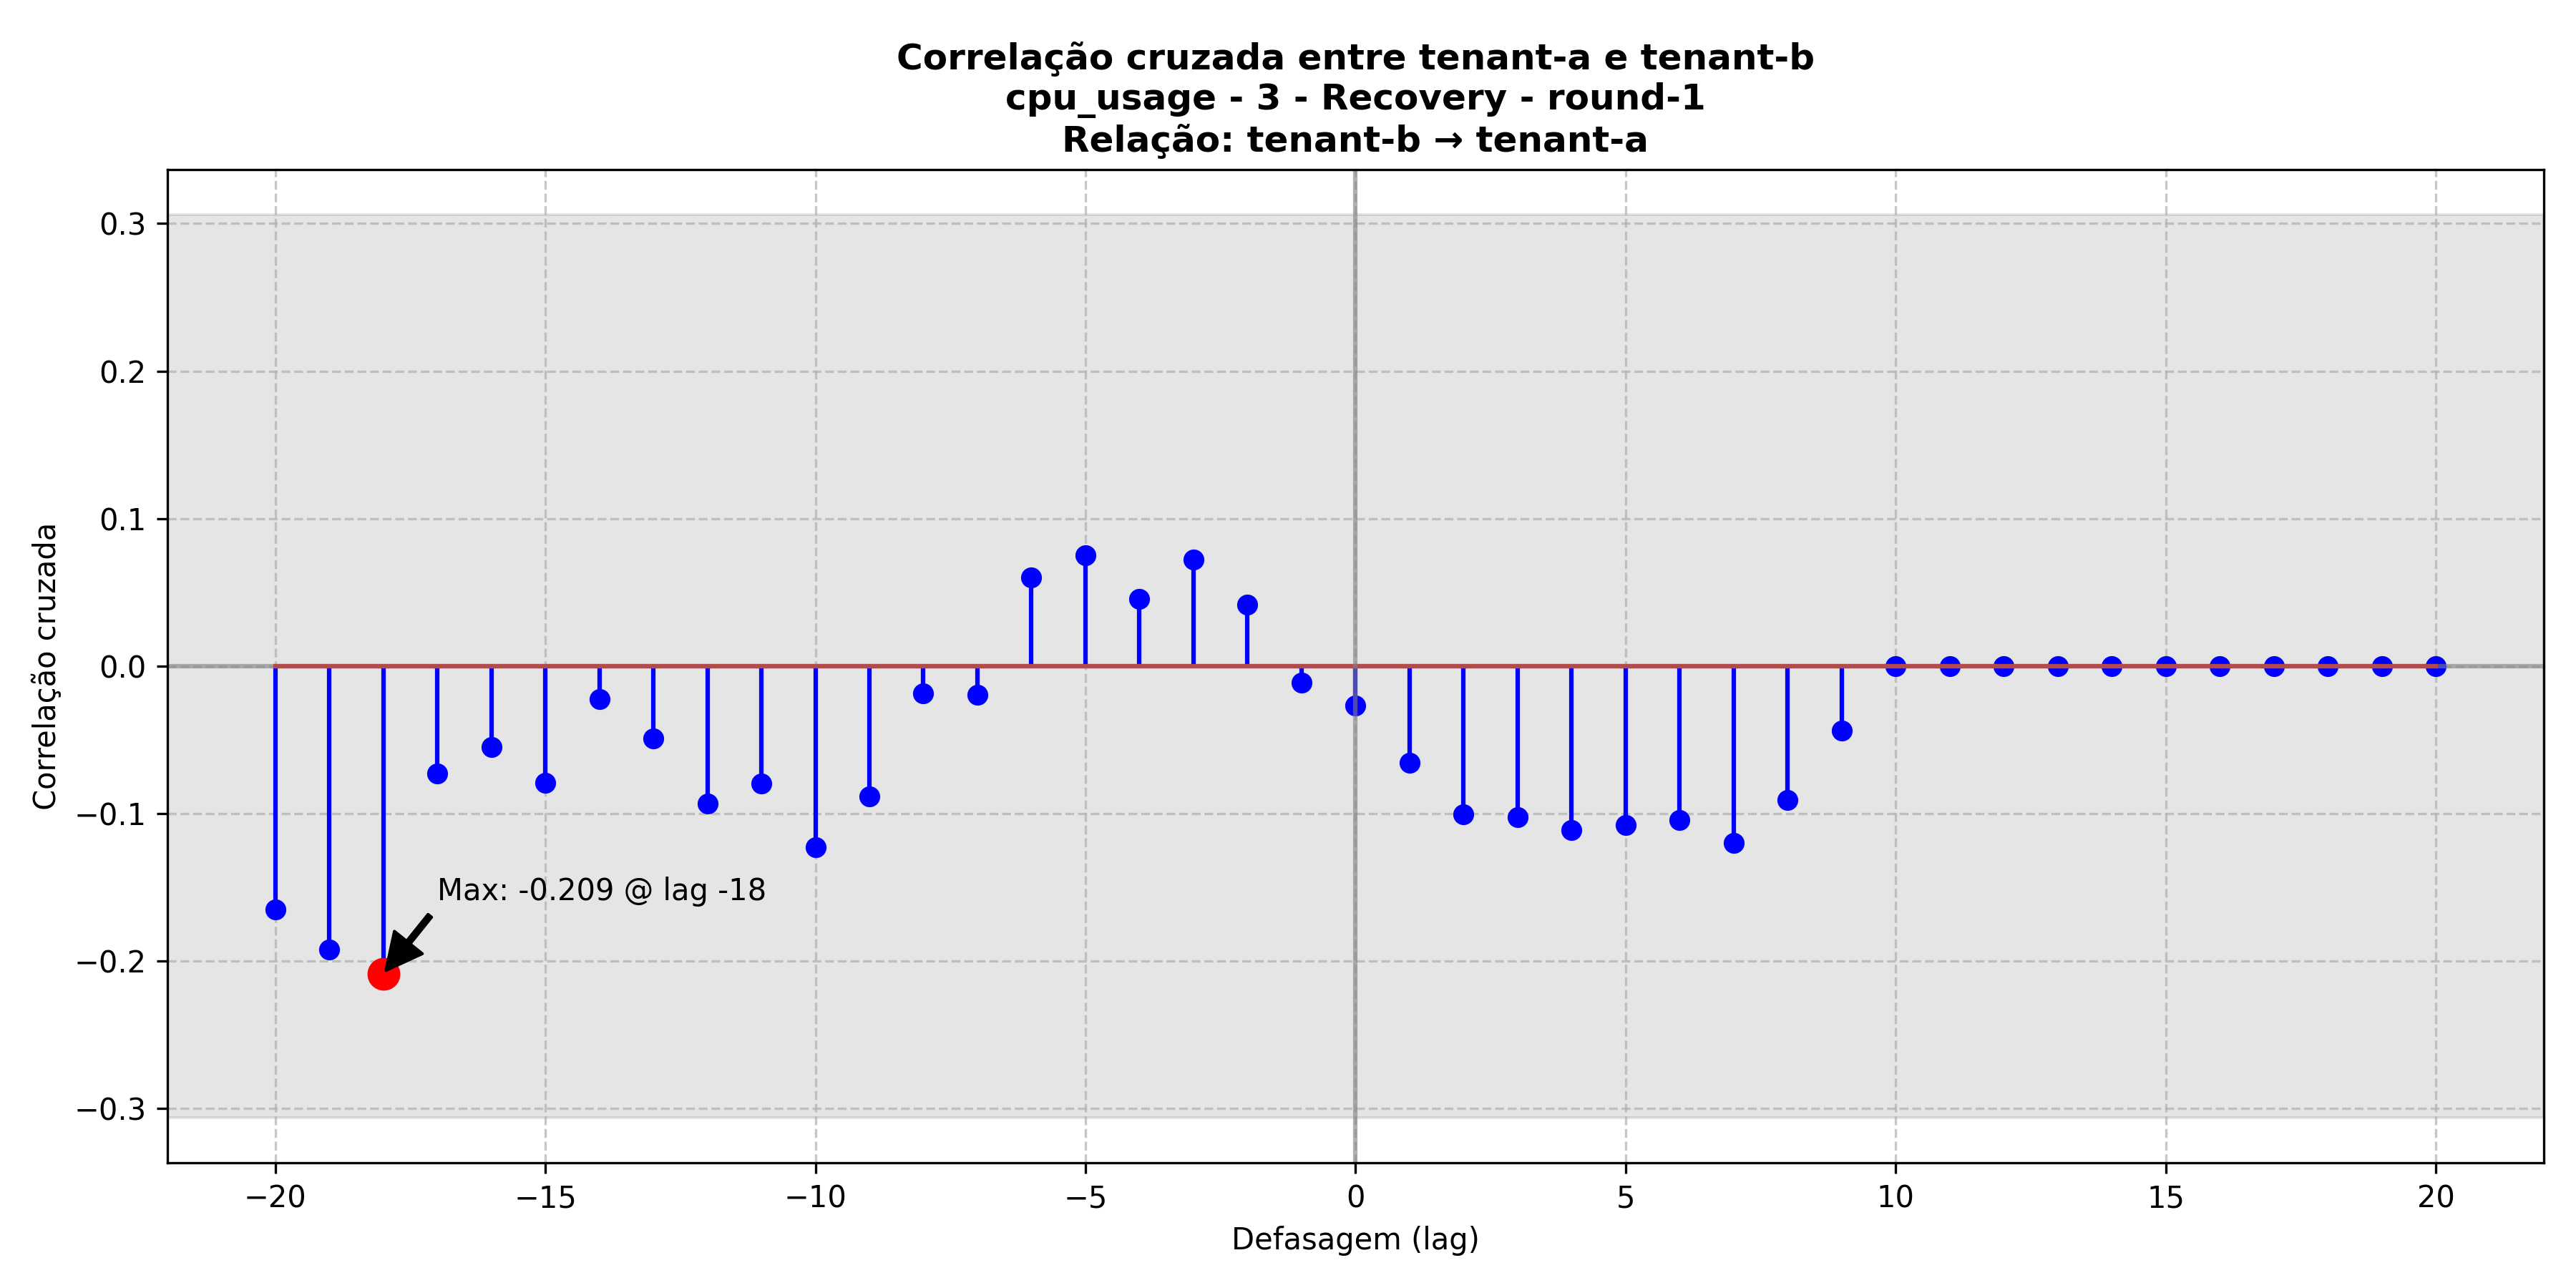 Correlação cruzada entre tenant-a e tenant-b
cpu_usage - 3 - Recovery - round-1
Relação: tenant-b → tenant-a
Correlação cruzada
0.3
0.2
0.1
0.0
−0.1
−0.2
−0.3
Max: -0.209 @ lag -18
−20 −15 −10 −5 0 5 10 15 20
Defasagem (lag)